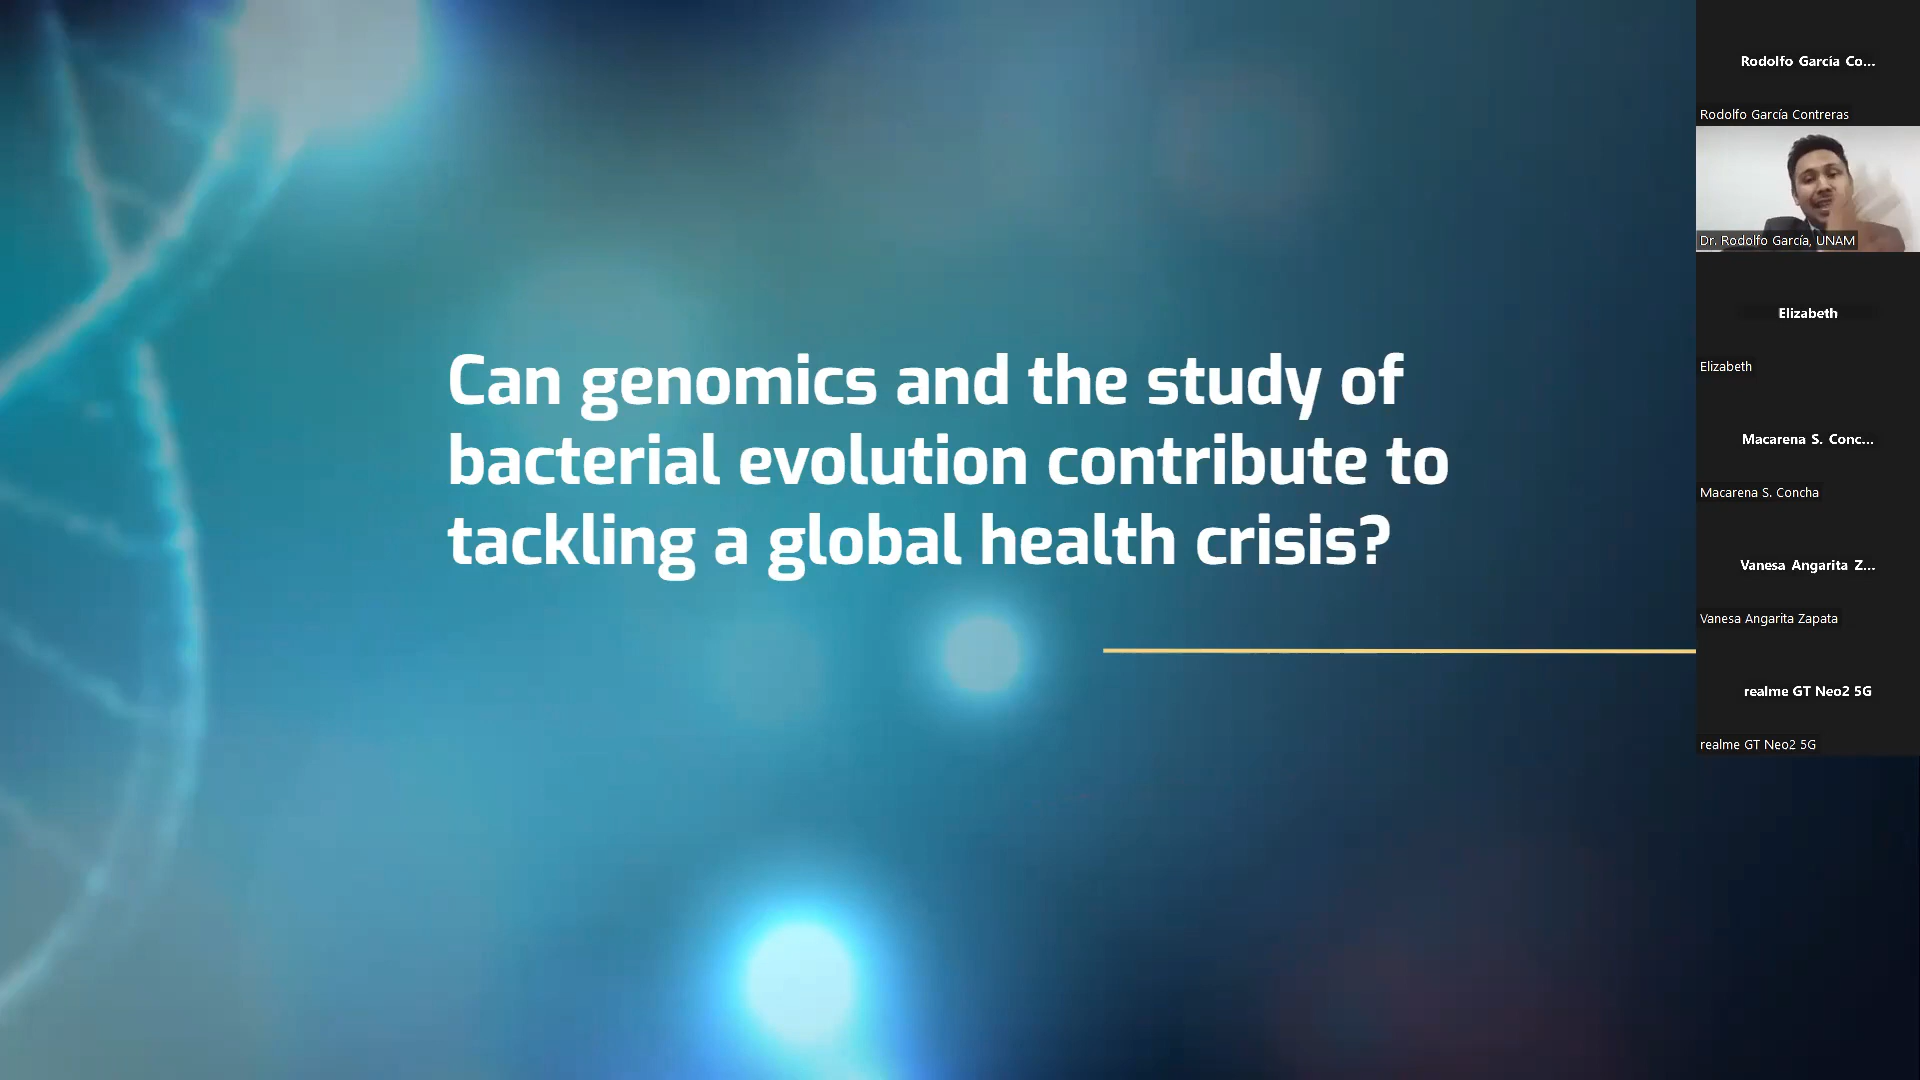 Can genomics and the study of
bacterial evolution contribute to
tackling a global health crisis?
Rodolfo García Co...
Rodolfo García Contreras
Dr. Rodolfo García, UNAM
Elizabeth
Elizabeth
Macarena S. Conc...
Macarena S. Concha
Vanesa Angarita Z...
Vanesa Angarita Zapata
realme GT Neo2 5G
realme GT Neo2 5G